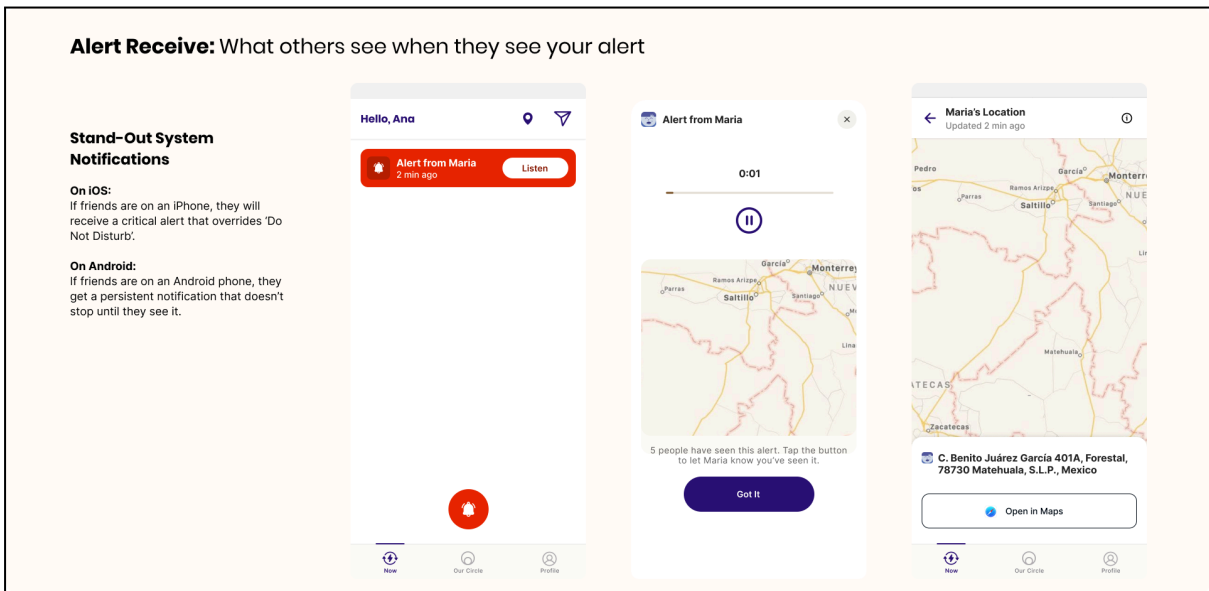 Alert Receive: What others see when they see your alert
Stand-Out System
Notifications
On iOS:
If friends are on an iPhone, they will
receive a critical alert that overrides ‘Do
Not Disturb’.
On Android:
If friends are on an Android phone, they
get a persistent notification that doesn’t
stop until they see it.
Hello, Ana
Alert from Maria
2 min ago
Listen
Now
Our Circle
Profile
Alert from Maria
0:01
García
Monterrey
Ramos Arizpe
Parras
NUEV
Saltillo
Santiago
Lina
5 people have seen this alert. Tap the button
to let Maria know you’ve seen it.
Got It
Maria’s Location
Updated 2 min ago
Pedro
García
Monterr
Ramos Arizpe
os
Parras
NUE
Saltillo
Santiago
Matehuala
ATECAS
Zacatecas
C. Benito Juárez García 401A, Forestal,
78730 Matehuala, S.L.P., Mexico
Open in Maps
Now
Our Circle
Profile